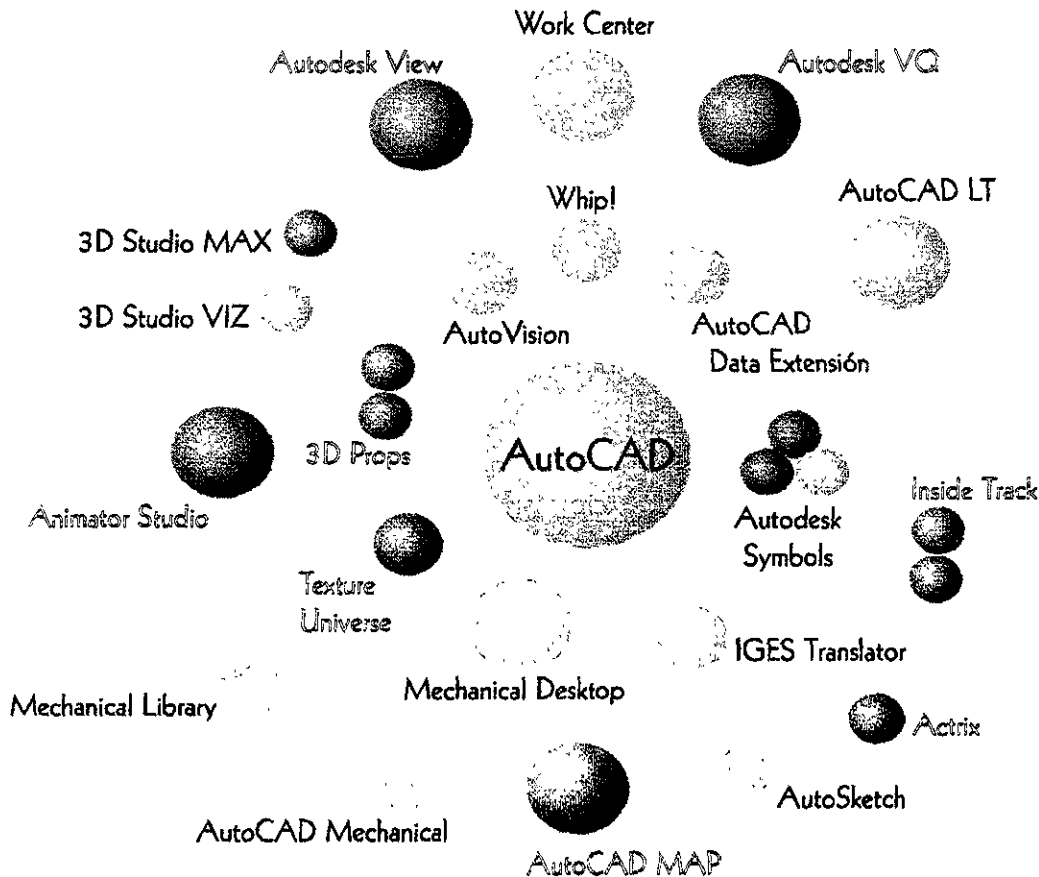 Work Center
Autodesk View
Autodesk VQ
Whip!
AutoCAD LT
3D Studio MAX
3D Studio VIZ
AutoVision
AutoCAD
Data Extensión
AutoCAD
3D Props
Inside Track
Animator Studio
Autodesk
Symbols
Texture
Universe
IGES Translator
Mechanical Library
Mechanical Desktop
Actrix
AutoSketch
AutoCAD Mechanical
AutoCAD MAP